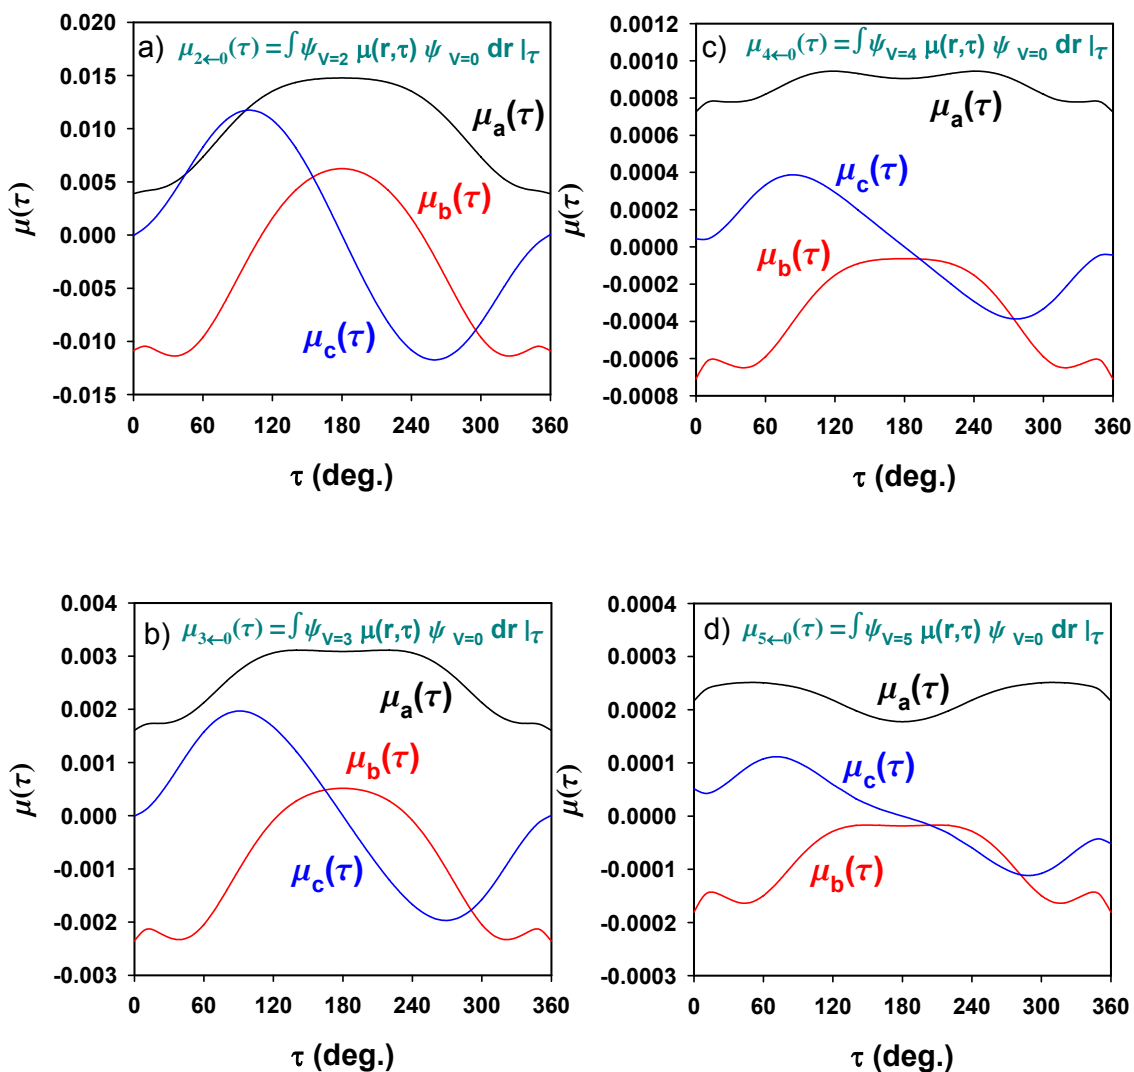 a) μ2←0(τ) = ∫ψV=2 μ(r,τ) ψ V=0 dr |τ
0.020
0.015
0.010
0.005
0.000
-0.005
-0.010
-0.015
μ(τ)
μa(τ)
μb(τ)
μc(τ)
0 60 120 180 240 300 360
τ (deg.)
c) μ4←0(τ) = ∫ψV=4 μ(r,τ) ψ V=0 dr |τ
0.0012
0.0010
0.0008
0.0006
0.0004
0.0002
0.0000
-0.0002
-0.0004
-0.0006
-0.0008
μ(τ)
μa(τ)
μc(τ)
μb(τ)
0 60 120 180 240 300 360
τ (deg.)
b) μ3←0(τ) = ∫ψV=3 μ(r,τ) ψ V=0 dr |τ
0.004
0.003
0.002
0.001
0.000
-0.001
-0.002
-0.003
μ(τ)
μa(τ)
μb(τ)
μc(τ)
0 60 120 180 240 300 360
τ (deg.)
d) μ5←0(τ) = ∫ψV=5 μ(r,τ) ψ V=0 dr |τ
0.0004
0.0003
0.0002
0.0001
0.0000
-0.0001
-0.0002
-0.0003
μ(τ)
μa(τ)
μc(τ)
μb(τ)
0 60 120 180 240 300 360
τ (deg.)